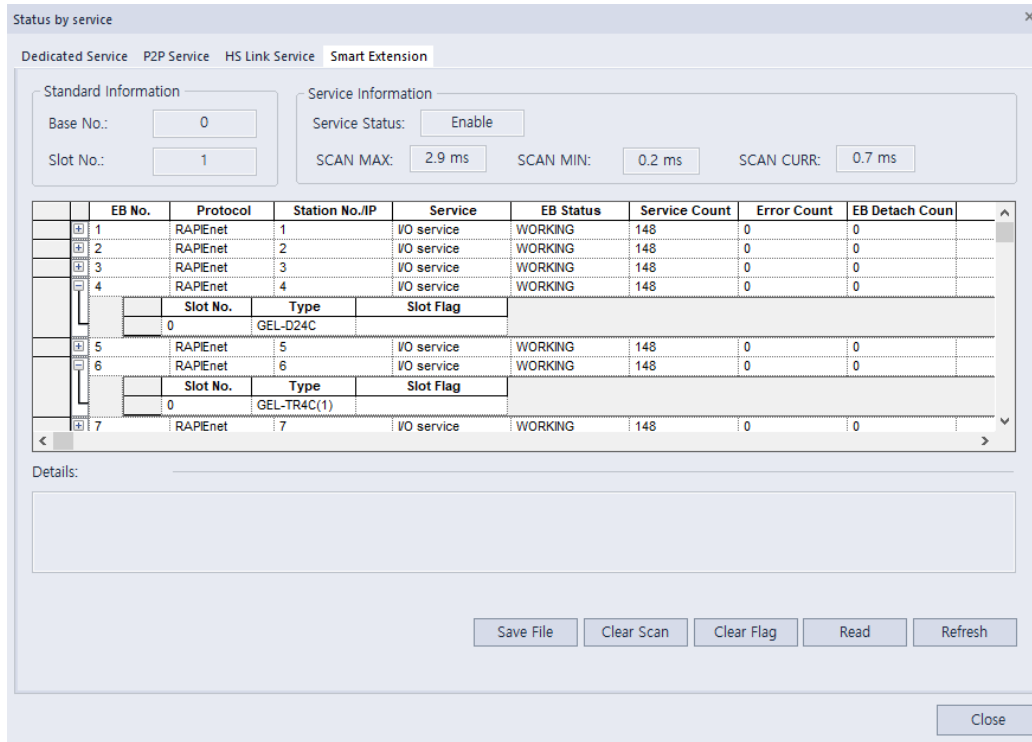 Status by service
Dedicated Service P2P Service HS Link Service Smart Extension
Standard Information
Base No.: 0
Slot No.: 1
Service Information
Service Status: Enable
SCAN MAX: 2.9 ms SCAN MIN: 0.2 ms SCAN CURR: 0.7 ms
EB No. Protocol Station No./IP Service EB Status Service Count Error Count EB Detach Coun
1 RAPIEnet 1 I/O service WORKING 148 0 0
2 RAPIEnet 2 I/O service WORKING 148 0 0
3 RAPIEnet 3 I/O service WORKING 148 0 0
4 RAPIEnet 4 I/O service WORKING 148 0 0
Slot No. Type Slot Flag
0 GEL-D24C
5 RAPIEnet 5 I/O service WORKING 148 0 0
6 RAPIEnet 6 I/O service WORKING 148 0 0
Slot No. Type Slot Flag
0 GEL-TR4C(1)
7 RAPIEnet 7 I/O service WORKING 148 0 0
Details:
Save File Clear Scan Clear Flag Read Refresh
Close